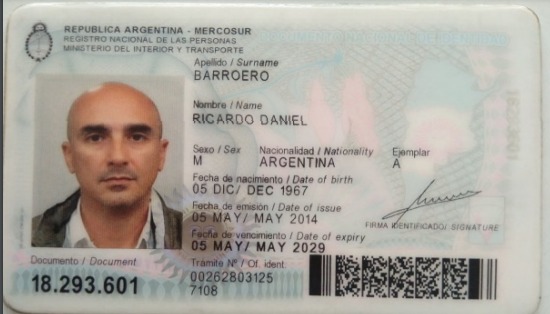 REPUBLICA ARGENTINA - MERCOSUR
REGISTRO NACIONAL DE LAS PERSONAS
MINISTERIO DEL INTERIOR Y TRANSPORTE
Apellido / Surname
BARROERO
Nombre / Name
RICARDO DANIEL
Sexo / Sex Nacionalidad / Nationality Ejemplar
M ARGENTINA A
Fecha de nacimiento / Date of birth
05 DIC/ DEC 1967
Fecha de emisión / Date of issue
05 MAY/ MAY 2014
FIRMA IDENTIFICADO/ SIGNATURE
Fecha de vencimiento / Date of expiry
05 MAY/ MAY 2029
Documento / Document Trámite Nº / Of. ident.
18.293.601 00262803125
7108